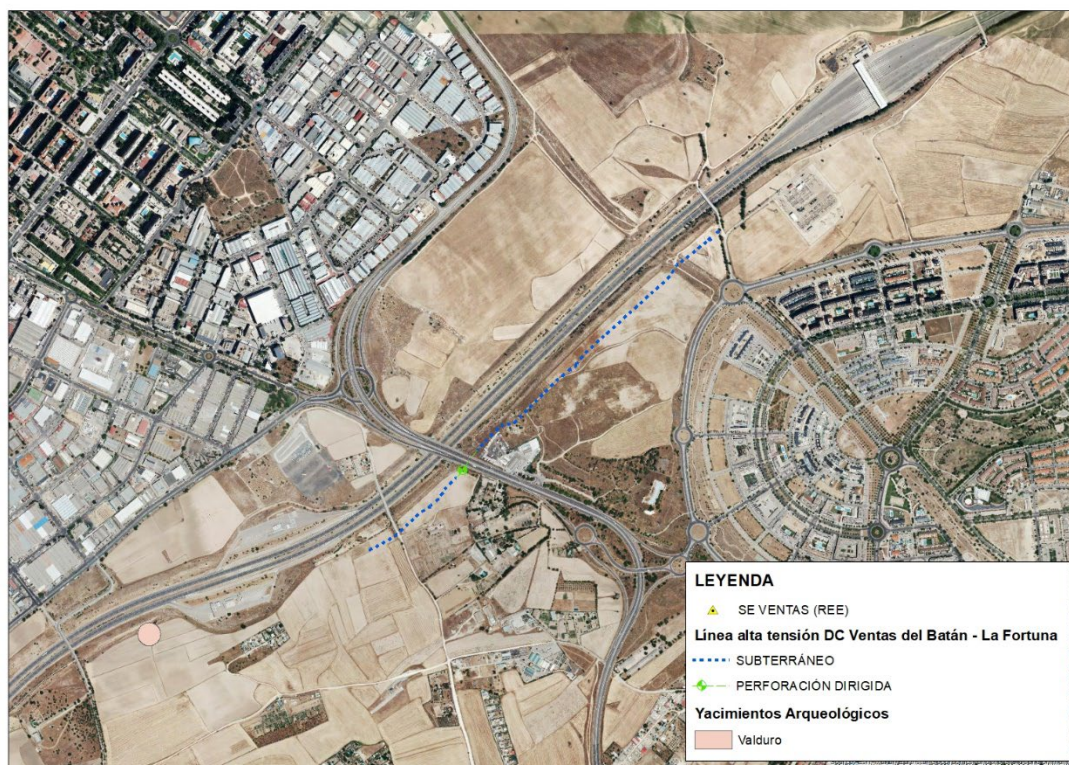 LEYENDA
SE VENTAS (REE)
Línea alta tensión DC Ventas del Batán - La Fortuna
SUBTERRÁNEO
PERFORACIÓN DIRIGIDA
Yacimientos Arqueológicos
Valduro